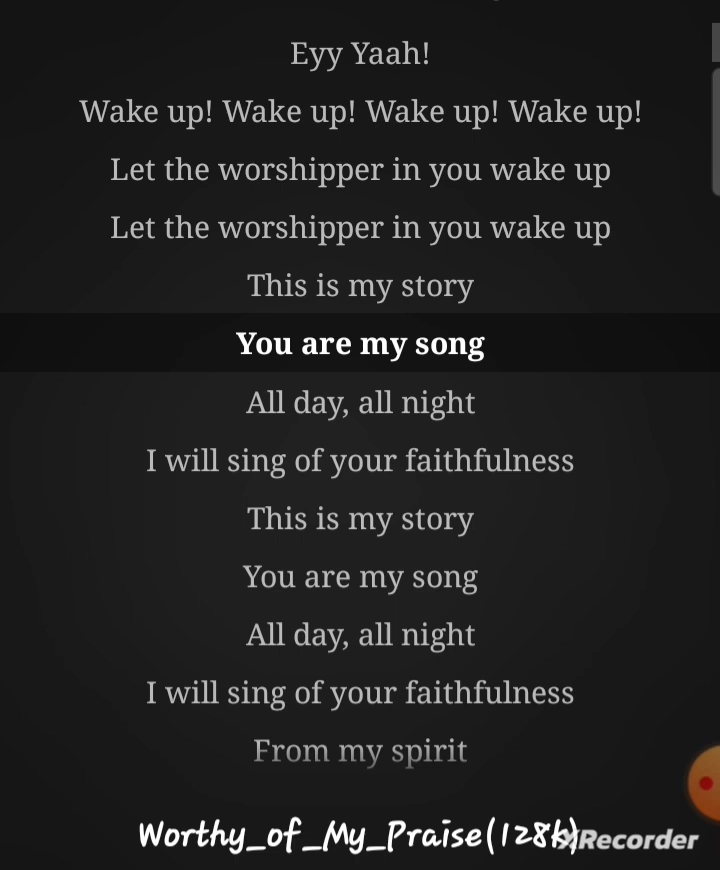 Eyy Yaah!
Wake up! Wake up! Wake up! Wake up!
Let the worshipper in you wake up
Let the worshipper in you wake up
This is my story
You are my song
All day, all night
I will sing of your faithfulness
This is my story
You are my song
All day, all night
I will sing of your faithfulness
From my spirit
Worthy_of_My_Praise(128k)
Recorder